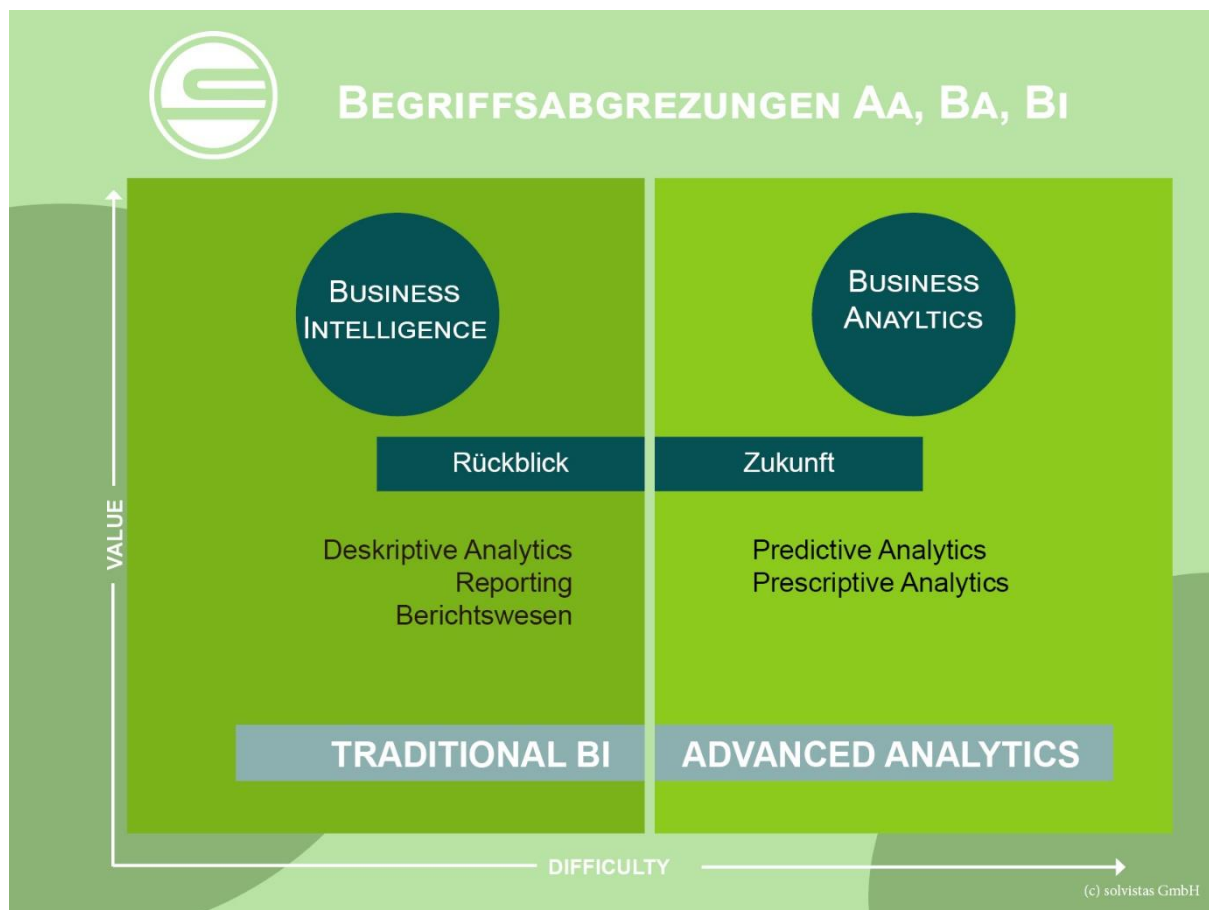 BEGRIFFSABGREZUNGEN AA, BA, BI
BUSINESS
INTELLIGENCE
BUSINESS
ANAYLTICS
Rückblick
Zukunft
Deskriptive Analytics
Reporting
Berichtswesen
Predictive Analytics
Prescriptive Analytics
TRADITIONAL BI
ADVANCED ANALYTICS
VALUE
DIFFICULTY
(c) solvistas GmbH